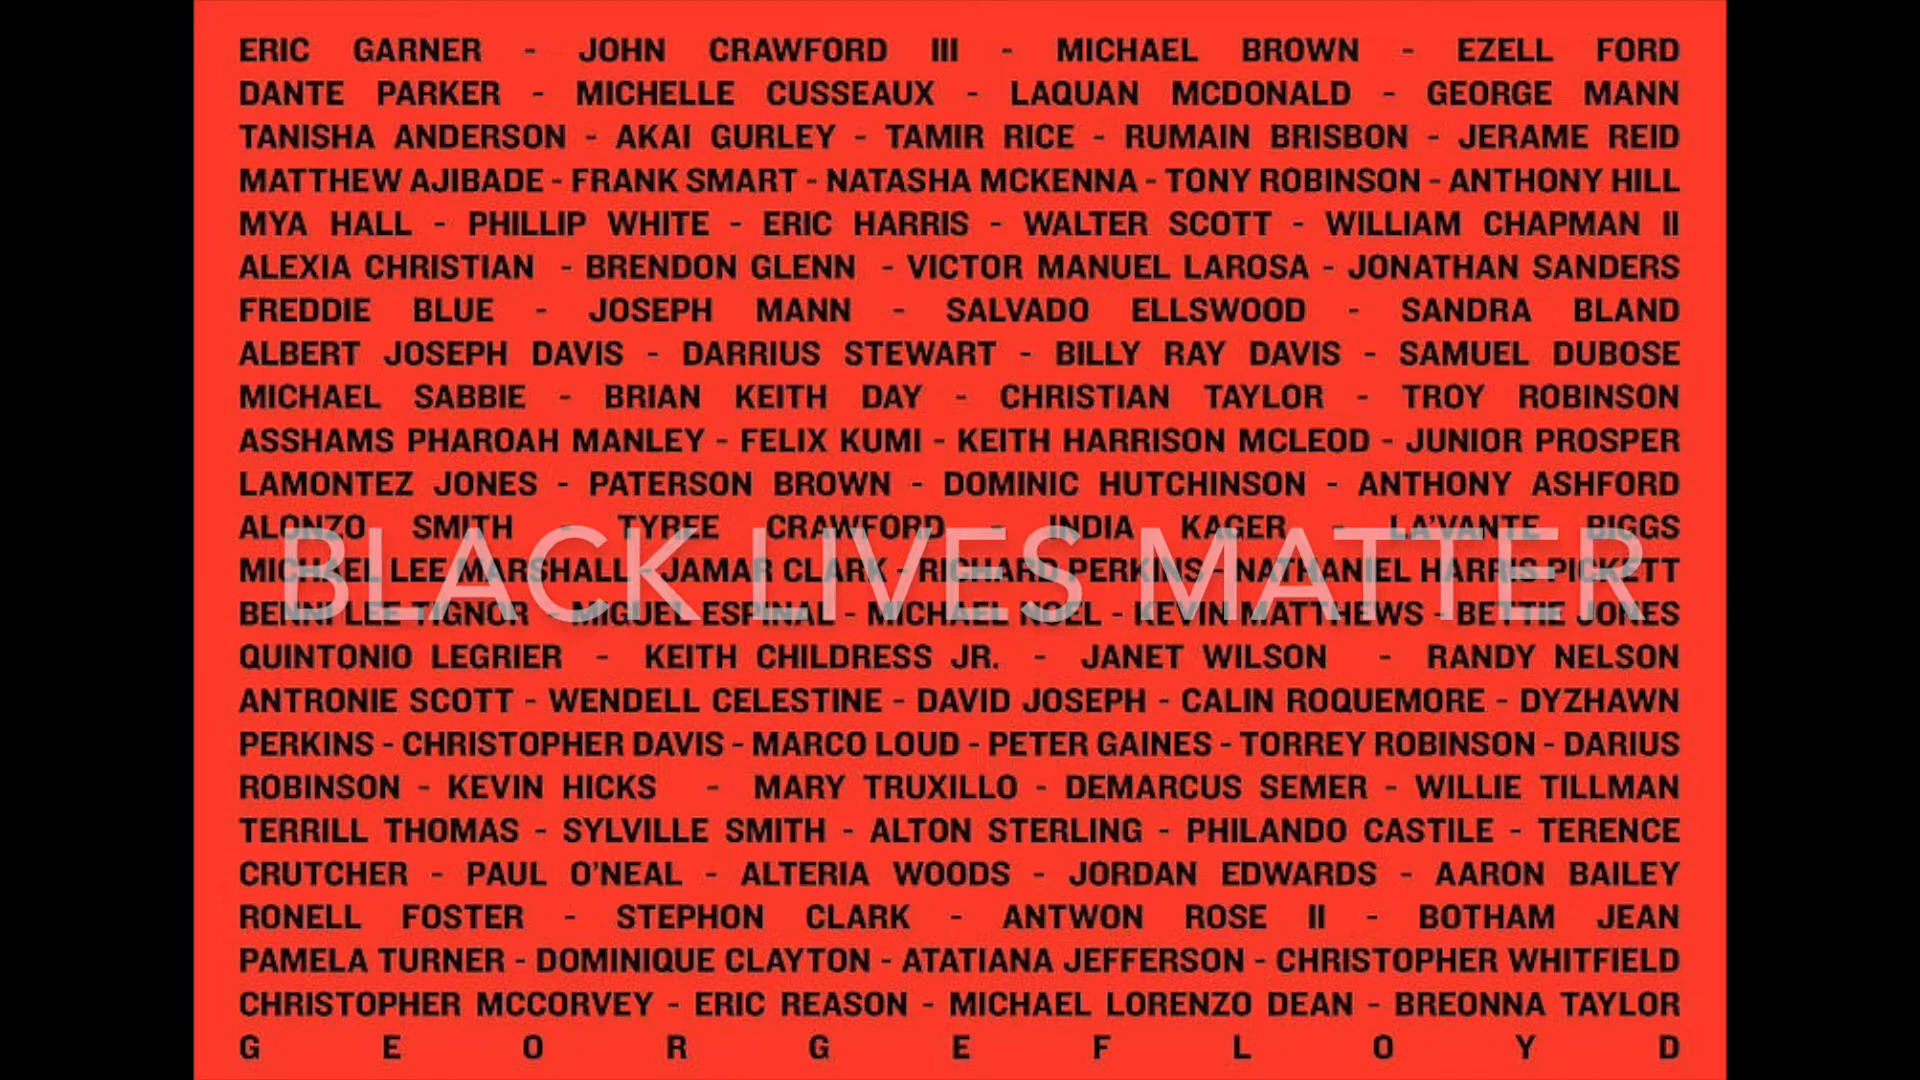 ERIC GARNER - JOHN CRAWFORD III - MICHAEL BROWN - EZELL FORD
DANTE PARKER - MICHELLE CUSSEAUX - LAQUAN MCDONALD - GEORGE MANN
TANISHA ANDERSON - AKAI GURLEY - TAMIR RICE - RUMAIN BRISBON - JERAME REID
MATTHEW AJIBADE - FRANK SMART - NATASHA MCKENNA - TONY ROBINSON - ANTHONY HILL
MYA HALL - PHILLIP WHITE - ERIC HARRIS - WALTER SCOTT - WILLIAM CHAPMAN II
ALEXIA CHRISTIAN - BRENDON GLENN - VICTOR MANUEL LAROSA - JONATHAN SANDERS
FREDDIE BLUE - JOSEPH MANN - SALVADO ELLSWOOD - SANDRA BLAND
ALBERT JOSEPH DAVIS - DARRIUS STEWART - BILLY RAY DAVIS - SAMUEL DUBOSE
MICHAEL SABBIE - BRIAN KEITH DAY - CHRISTIAN TAYLOR - TROY ROBINSON
ASSHAMS PHAROAH MANLEY - FELIX KUMI - KEITH HARRISON MCLEOD - JUNIOR PROSPER
LAMONTEZ JONES - PATERSON BROWN - DOMINIC HUTCHINSON - ANTHONY ASHFORD
ALONZO SMITH - TYREE CRAWFORD - INDIA KAGER - LA'VANTE BIGGS
BLACK LIVES MATTER
MICHAEL LEE MARSHALL - JAMAR CLARK - RICHARD PERKINS - NATHANIEL HARRIS PICKETT
BENNI LEE TIGNOR - MIGUEL ESPINAL - MICHAEL NOEL - KEVIN MATTHEWS - BETTIE JONES
QUINTONIO LEGRIER - KEITH CHILDRESS JR. - JANET WILSON - RANDY NELSON
ANTRONIE SCOTT - WENDELL CELESTINE - DAVID JOSEPH - CALIN ROQUEMORE - DYZHAWN
PERKINS - CHRISTOPHER DAVIS - MARCO LOUD - PETER GAINES - TORREY ROBINSON - DARIUS
ROBINSON - KEVIN HICKS - MARY TRUXILLO - DEMARCUS SEMER - WILLIE TILLMAN
TERRILL THOMAS - SYLVILLE SMITH - ALTON STERLING - PHILANDO CASTILE - TERENCE
CRUTCHER - PAUL O'NEAL - ALTERIA WOODS - JORDAN EDWARDS - AARON BAILEY
RONELL FOSTER - STEPHON CLARK - ANTWON ROSE II - BOTHAM JEAN
PAMELA TURNER - DOMINIQUE CLAYTON - ATATIANA JEFFERSON - CHRISTOPHER WHITFIELD
CHRISTOPHER MCCORVEY - ERIC REASON - MICHAEL LORENZO DEAN - BREONNA TAYLOR
G E O R G E F L O Y D